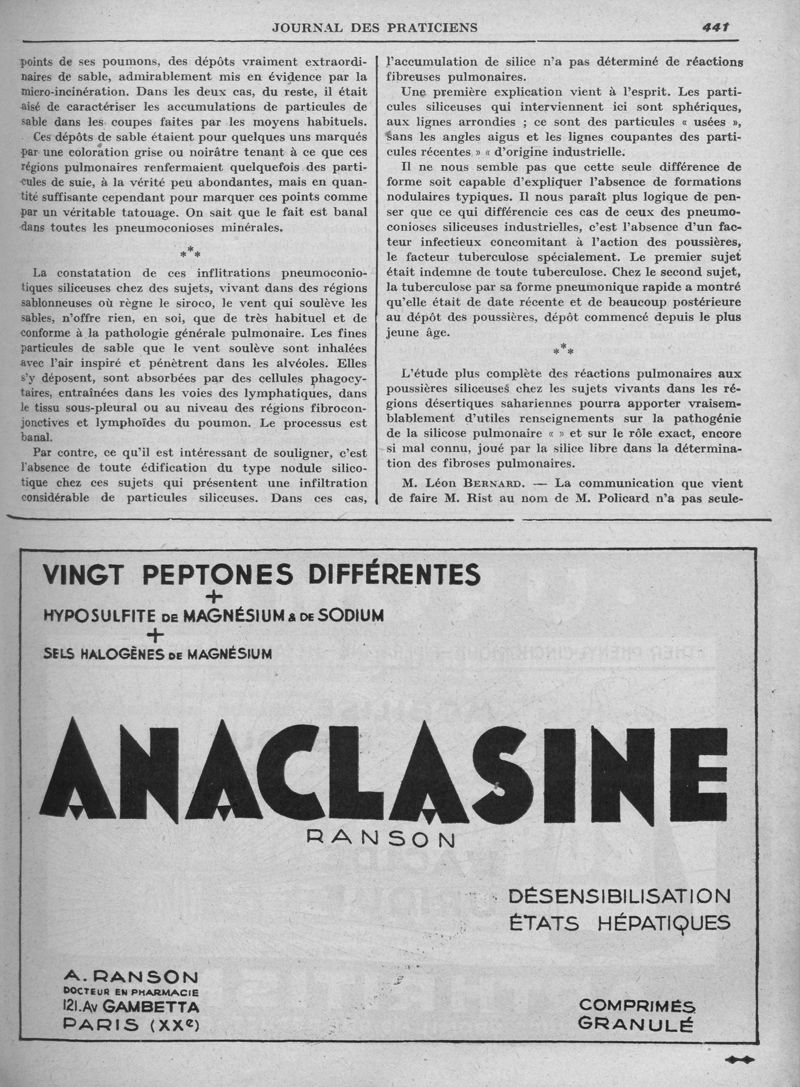 JOURNAL DES PRATICIENS
441
points de ses poumons, des dépôts vraiment extraordi-
naires de sable, admirablement mis en évidence par la
micro-incinération. Dans les deux cas, du reste, il était
aisé de caractériser les accumulations de particules de
sable dans les coupes faites par les moyens habituels.
Ces dépôts de sable étaient pour quelques uns marqués
par une coloration grise ou noirâtre tenant à ce que ces
régions pulmonaires renfermaient quelquefois des parti-
cules de suie, à la vérité peu abondantes, mais en quan-
tité suffisante cependant pour marquer ces points comme
par un véritable tatouage. On sait que le fait est banal
dans toutes les pneumoconioses minérales.
***
La constatation de ces inflitrations pneumoconio-
tiques siliceuses chez des sujets, vivant dans des régions
sablonneuses où règne le siroco, le vent qui soulève les
sables, n'offre rien, en soi, que de très habituel et de
conforme à la pathologie générale pulmonaire. Les fines
particules de sable que le vent soulève sont inhalées
avec l'air inspiré et pénètrent dans les alvéoles. Elles
s'y déposent, sont absorbées par des cellules phagocy-
taires, entraînées dans les voies des lymphatiques, dans
le tissu sous-pleural ou au niveau des régions fibrocon-
jonctives et lymphoïdes du poumon. Le processus est
banal.
Par contre, ce qu'il est intéressant de souligner, c'est
l'absence de toute édification du type nodule silico-
tique chez ces sujets qui présentent une infiltration
considérable de particules siliceuses. Dans ces cas,
l'accumulation de silice n'a pas déterminé de réactions
fibreuses pulmonaires.
Une première explication vient à l'esprit. Les parti-
cules siliceuses qui interviennent ici sont sphériques,
aux lignes arrondies ; ce sont des particules « usées »,
sans les angles aigus et les lignes coupantes des parti-
cules récentes » « d'origine industrielle.
Il ne nous semble pas que cette seule différence de
forme soit capable d'expliquer l'absence de formations
nodulaires typiques. Il nous paraît plus logique de pen-
ser que ce qui différencie ces cas de ceux des pneumo-
conioses siliceuses industrielles, c'est l'absence d'un fac-
teur infectieux concomitant à l'action des poussières,
le facteur tuberculose spécialement. Le premier sujet
était indemne de toute tuberculose. Chez le second sujet,
la tuberculose par sa forme pneumonique rapide a montré
qu'elle était de date récente et de beaucoup postérieure
au dépôt des poussières, dépôt commencé depuis le plus
jeune âge.
***
L'étude plus complète des réactions pulmonaires aux
poussières siliceuses chez les sujets vivants dans les ré-
gions désertiques sahariennes pourra apporter vraisem-
blablement d'utiles renseignements sur la pathogénie
de la silicose pulmonaire « » et sur le rôle exact, encore
si mal connu, joué par la silice libre dans la détermina-
tion des fibroses pulmonaires.
M. Léon BERNARD. — La communication que vient
de faire M. Rist au nom de M. Policard n'a pas seule-
VINGT PEPTONES DIFFÉRENTES
+
HYPOSULFITE DE MAGNÉSIUM & DE SODIUM
+
SELS HALOGÈNES DE MAGNÉSIUM
ANACLASINE
RANSON
DÉSENSIBILISATION
ÉTATS HÉPATIQUES
A. RANSON
DOCTEUR EN PHARMACIE
121. Av GAMBETTA
PARIS (XXe)
COMPRIMÉS
GRANULÉ